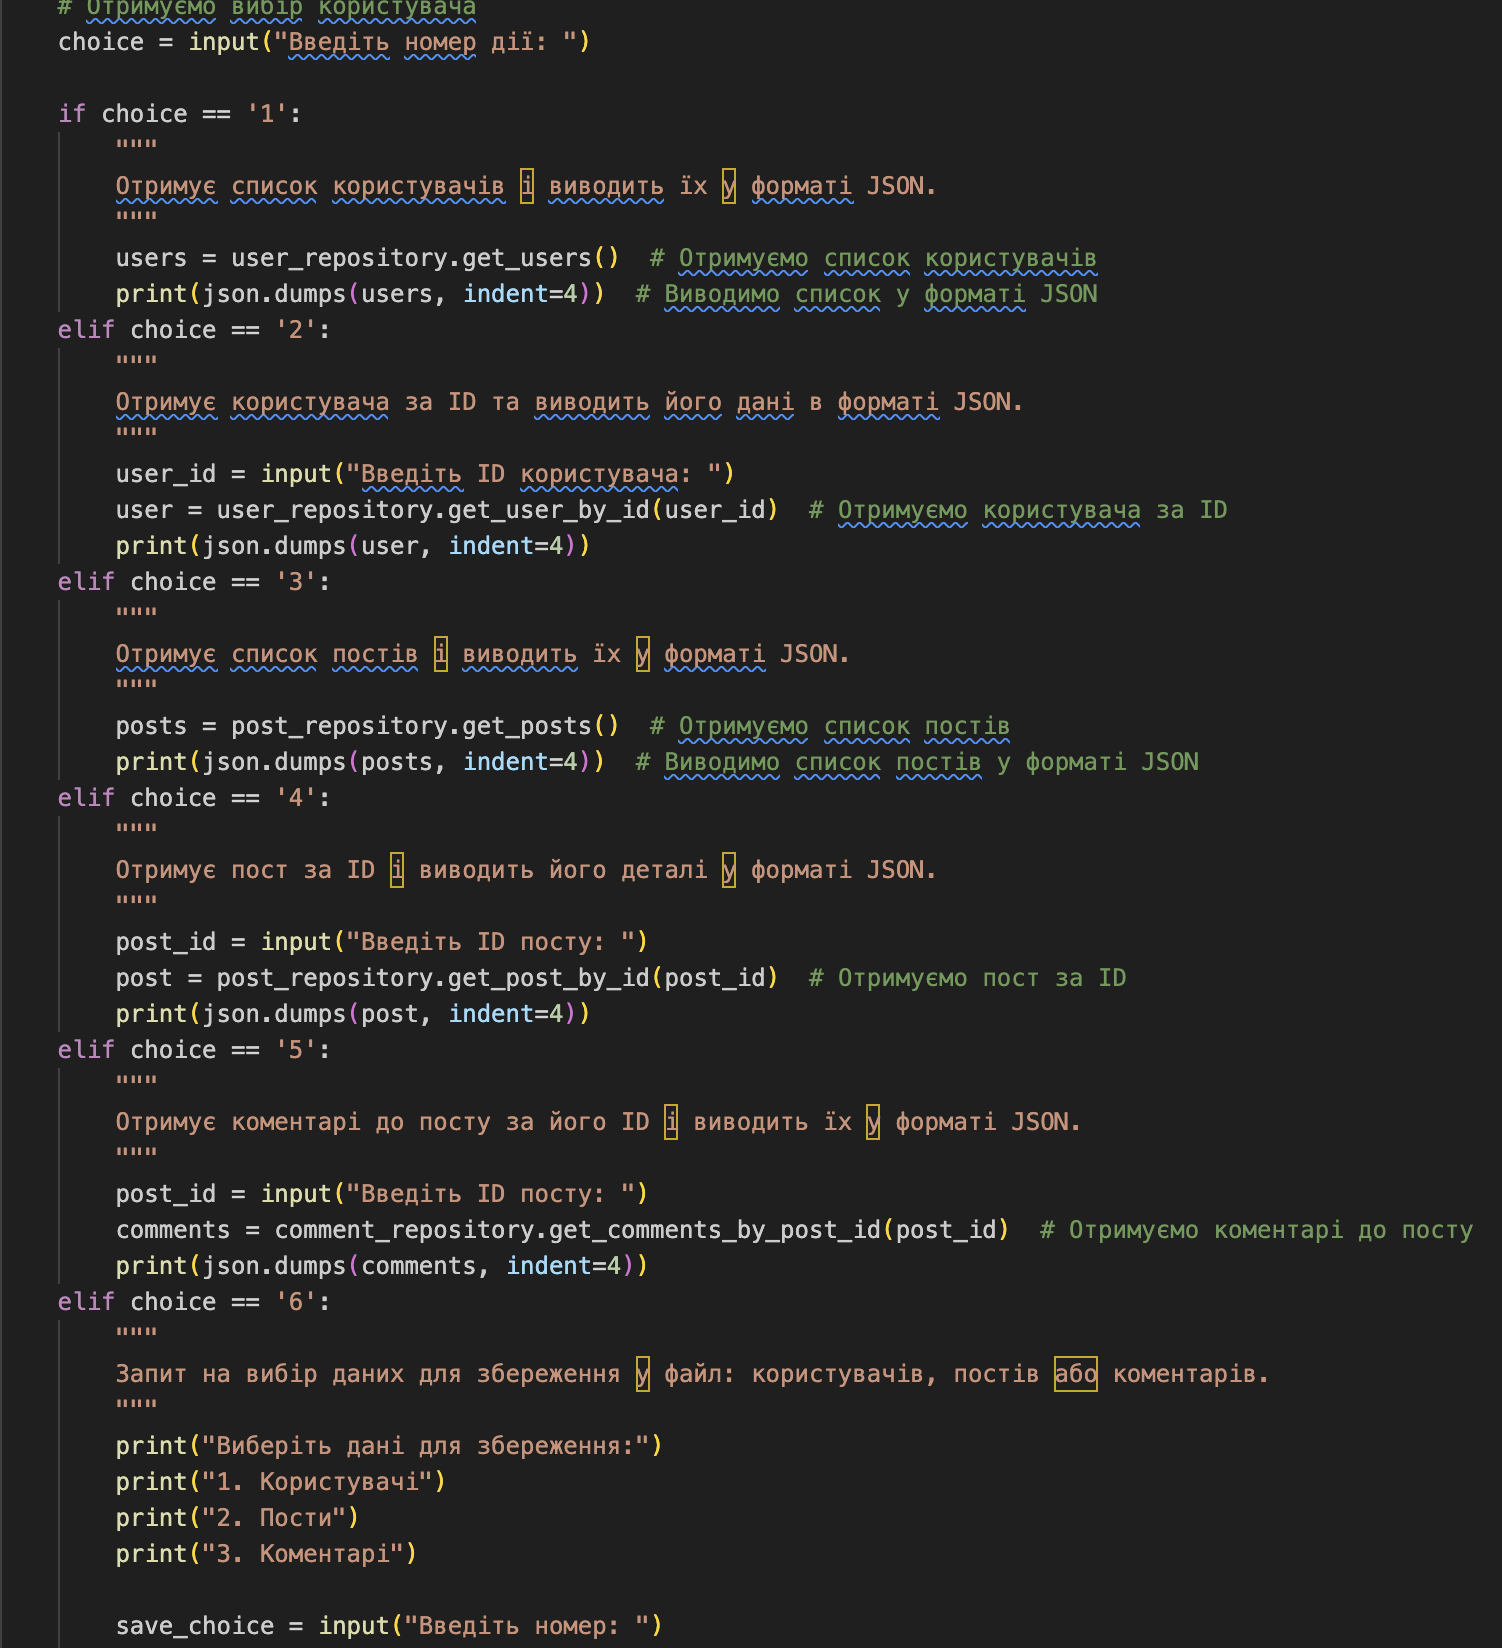 # Отримуємо вибір користувача
choice = input("Введіть номер дії: ")
if choice == '1':
"""
Отримує список користувачів і виводить їх у форматі JSON.
"""
users = user_repository.get_users()  # Отримуємо список користувачів
print(json.dumps(users, indent=4))  # Виводимо список у форматі JSON
elif choice == '2':
"""
Отримує користувача за ID та виводить його дані в форматі JSON.
"""
user_id = input("Введіть ID користувача: ")
user = user_repository.get_user_by_id(user_id)  # Отримуємо користувача за ID
print(json.dumps(user, indent=4))
elif choice == '3':
"""
Отримує список постів і виводить їх у форматі JSON.
"""
posts = post_repository.get_posts()  # Отримуємо список постів
print(json.dumps(posts, indent=4))  # Виводимо список постів у форматі JSON
elif choice == '4':
"""
Отримує пост за ID і виводить його деталі у форматі JSON.
"""
post_id = input("Введіть ID посту: ")
post = post_repository.get_post_by_id(post_id)  # Отримуємо пост за ID
print(json.dumps(post, indent=4))
elif choice == '5':
"""
Отримує коментарі до посту за його ID і виводить їх у форматі JSON.
"""
post_id = input("Введіть ID посту: ")
comments = comment_repository.get_comments_by_post_id(post_id)  # Отримуємо коментарі до посту
print(json.dumps(comments, indent=4))
elif choice == '6':
"""
Запит на вибір даних для збереження у файл: користувачів, постів або коментарів.
"""
print("Виберіть дані для збереження:")
print("1. Користувачі")
print("2. Пости")
print("3. Коментарі")
save_choice = input("Введіть номер: ")